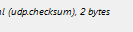 (udp.checksum), 2 bytes